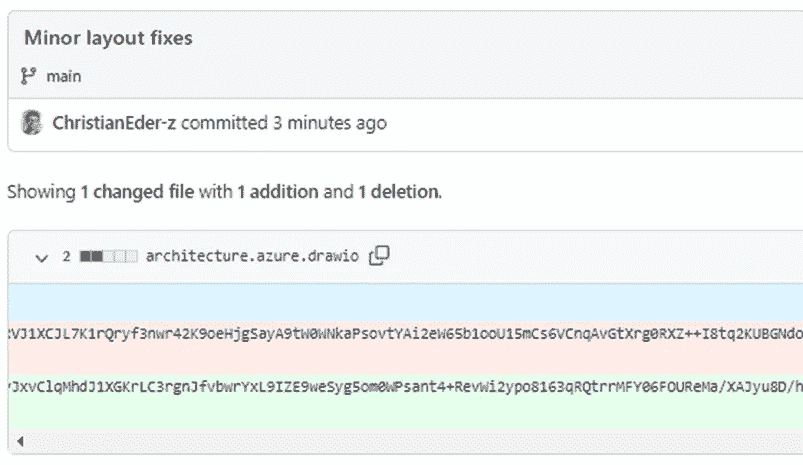 Minor layout fixes
main
ChristianEder-z committed 3 minutes ago
Showing 1 changed file with 1 addition and 1 deletion.
2 architecture.azure.drawio
VJ1XCJL7K1rQryf3nwr42K9oeHjgSayA9tW0WNkaPsovtYAi2eW65b1ooU15mCs6VCnqAvGtXrg0RXZ++I8tq2KUBGNdo
JxvClqMhdJ1XGKrLC3rgnJfvbwrYxL9IZE9weSyg5om0WPsant4+RevWi2ypo8163qRQtrrMFY06FOUReMa/XAJyu8D/h